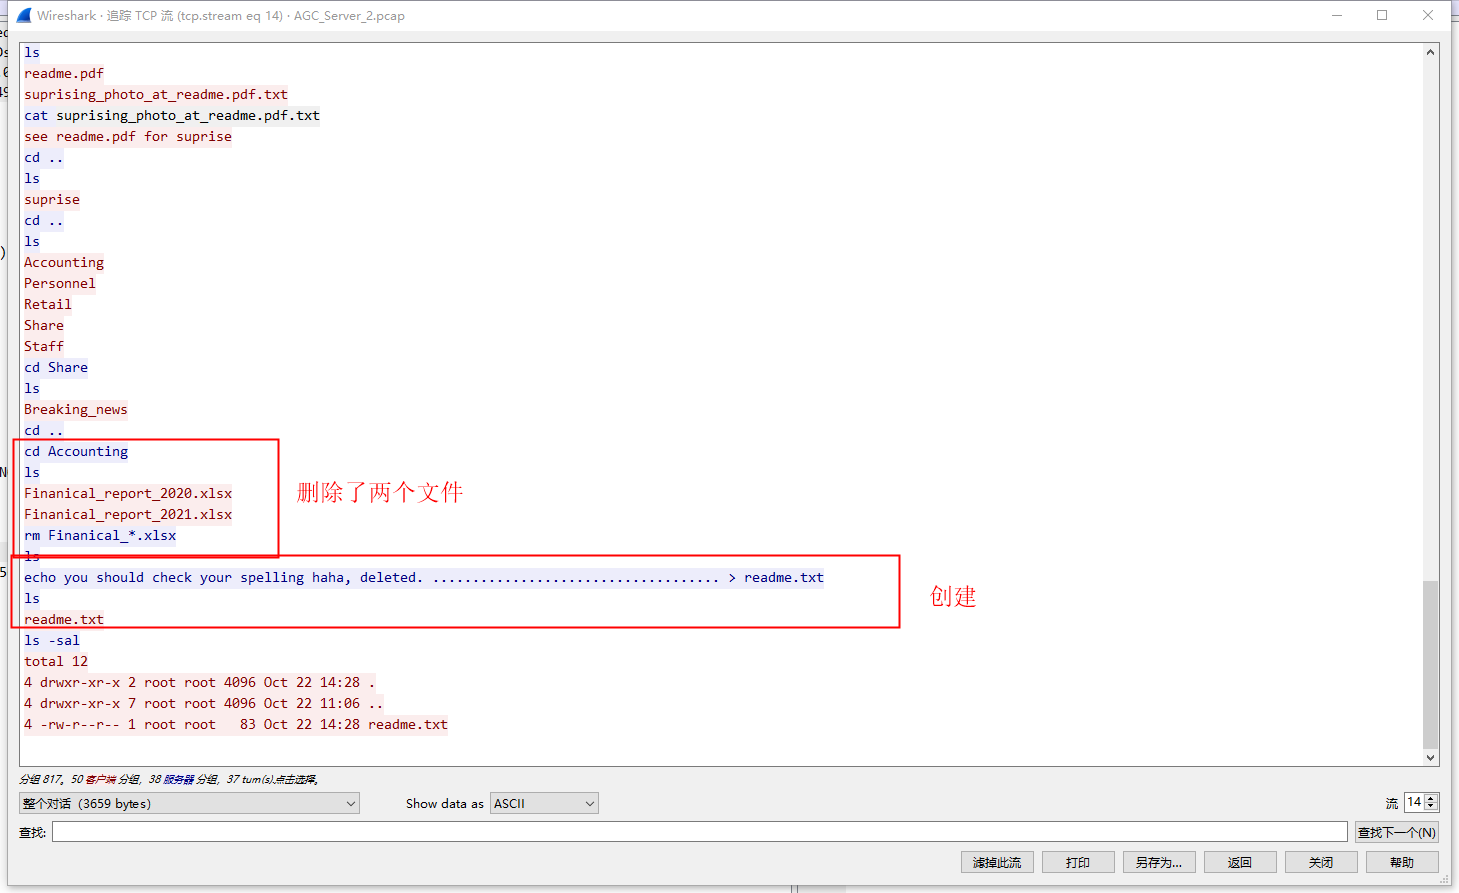 Wireshark · 追踪 TCP 流 (tcp.stream eq 14) · AGC_Server_2.pcap
ls
readme.pdf
suprising_photo_at_readme.pdf.txt
cat suprising_photo_at_readme.pdf.txt
see readme.pdf for suprise
cd ..
ls
suprise
cd ..
ls
Accounting
Personnel
Retail
Share
Staff
cd Share
ls
Breaking_news
cd ..
cd Accounting
ls
Finanical_report_2020.xlsx
删除了两个文件
Finanical_report_2021.xlsx
rm Finanical_*.xlsx
ls
echo you should check your spelling haha, deleted. .................................... > readme.txt
创建
ls
readme.txt
ls -sal
total 12
4 drwxr-xr-x 2 root root 4096 Oct 22 14:28 .
4 drwxr-xr-x 7 root root 4096 Oct 22 11:06 ..
4 -rw-r--r-- 1 root root   83 Oct 22 14:28 readme.txt
分组 817。50 客户端 分组，38 服务器 分组，37 turn(s).点击选择。
整个对话 (3659 bytes)
Show data as ASCII
流 14
查找:
查找下一个(N)
滤掉此流 打印 另存为... 返回 关闭 帮助